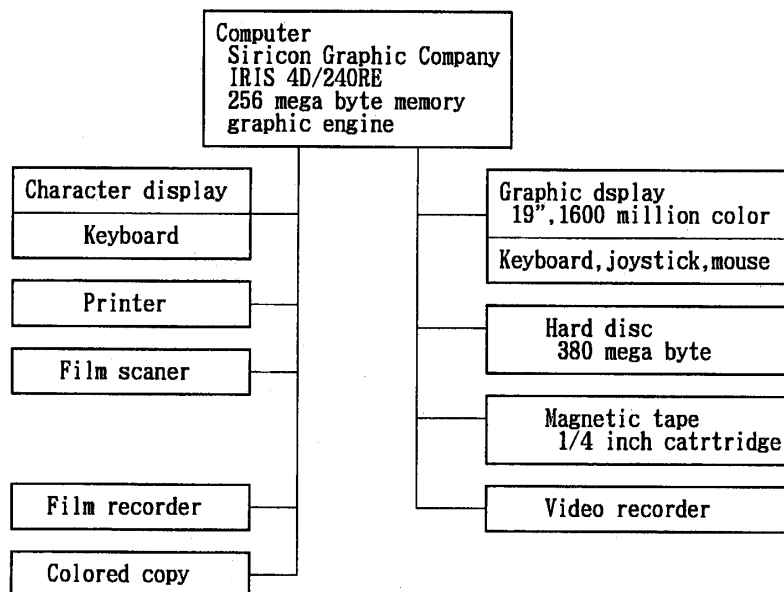 Computer
Siricon Graphic Company
IRIS 4D/240RE
256 mega byte memory
graphic engine
Character display
Keyboard
Printer
Film scaner
Film recorder
Colored copy
Graphic dsplay
19”,1600 million color
Keyboard,joystick,mouse
Hard disc
380 mega byte
Magnetic tape
1/4 inch catrtridge
Video recorder